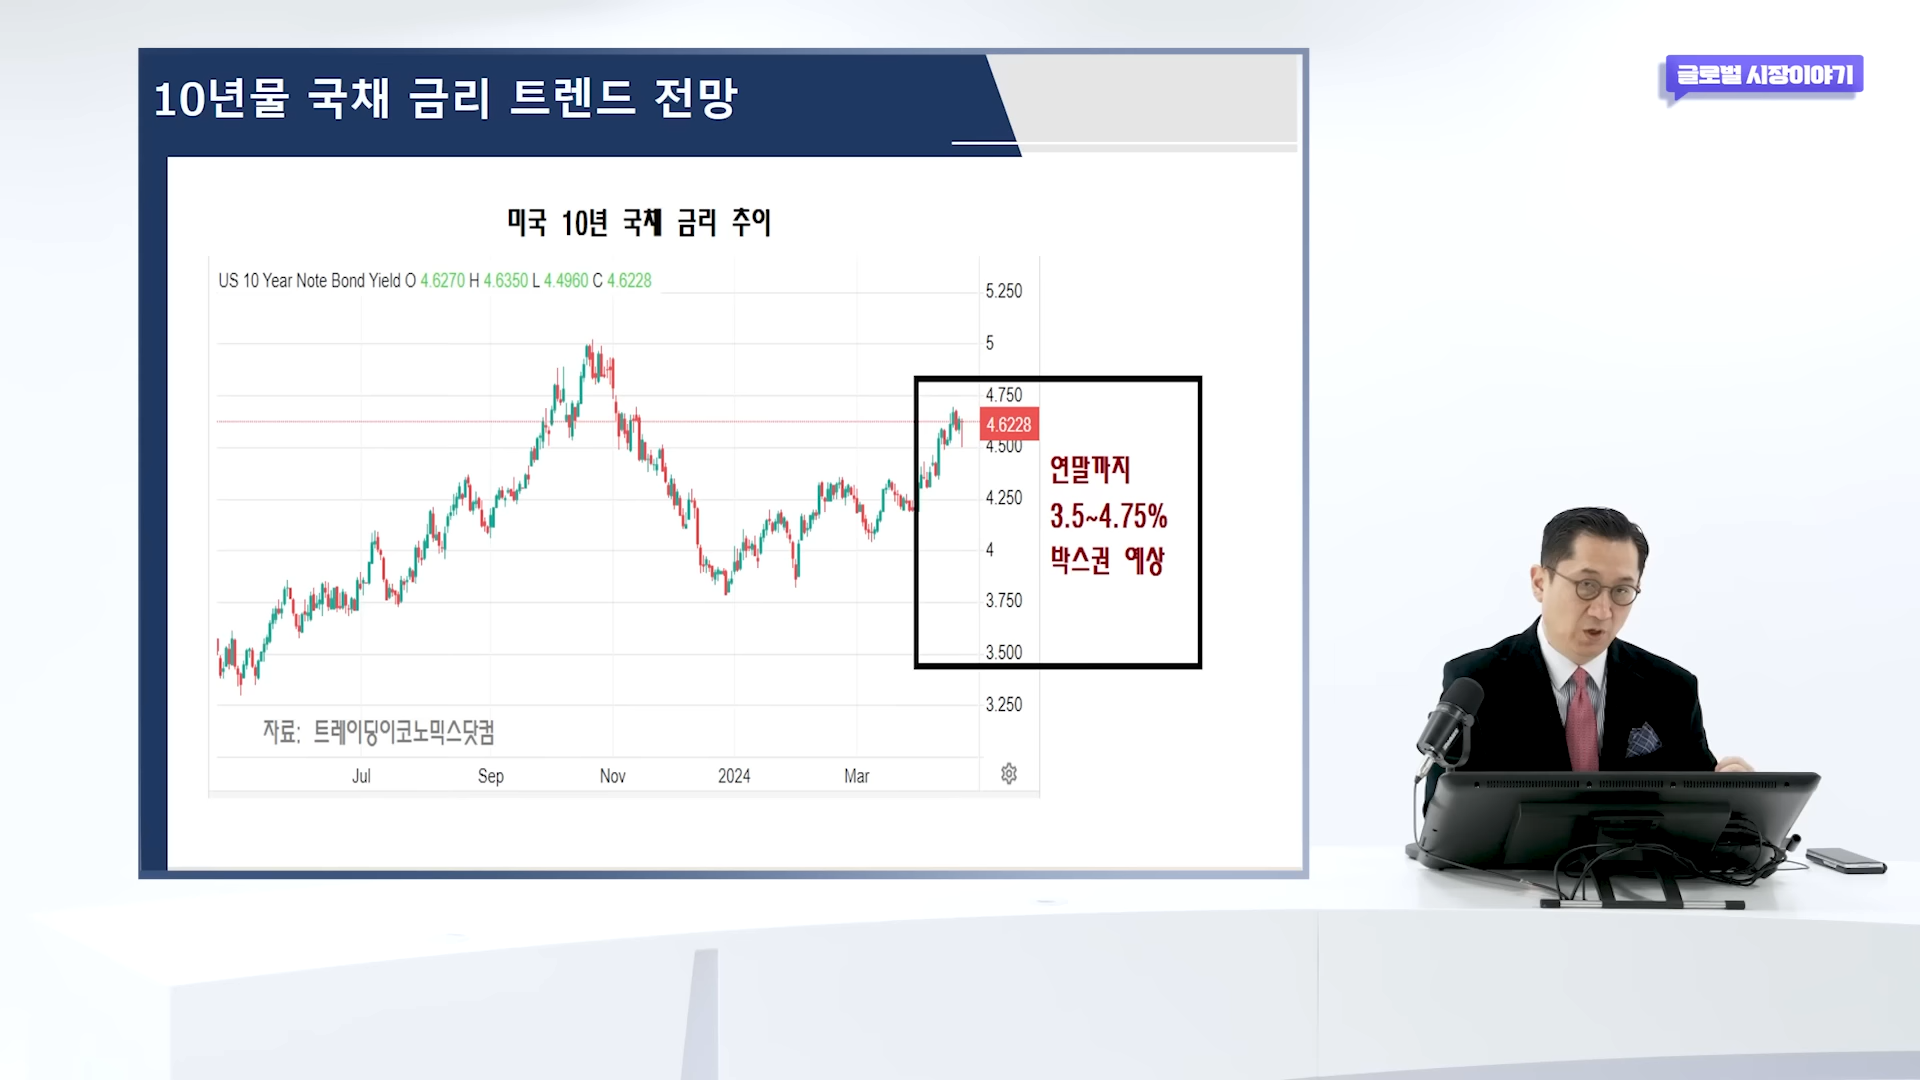 10년물 국채 금리 트렌드 전망
글로벌 시장이야기
미국 10년 국채 금리 추이
US 10 Year Note Bond Yield O 4.6270 H 4.6350 L 4.4960 C 4.6228
5.250
5
4.750
4.6228
4.500
4.250
4
3.750
3.500
3.250
연말까지
3.5~4.75%
박스권 예상
자료: 트레이딩이코노믹스닷컴
Jul Sep Nov 2024 Mar